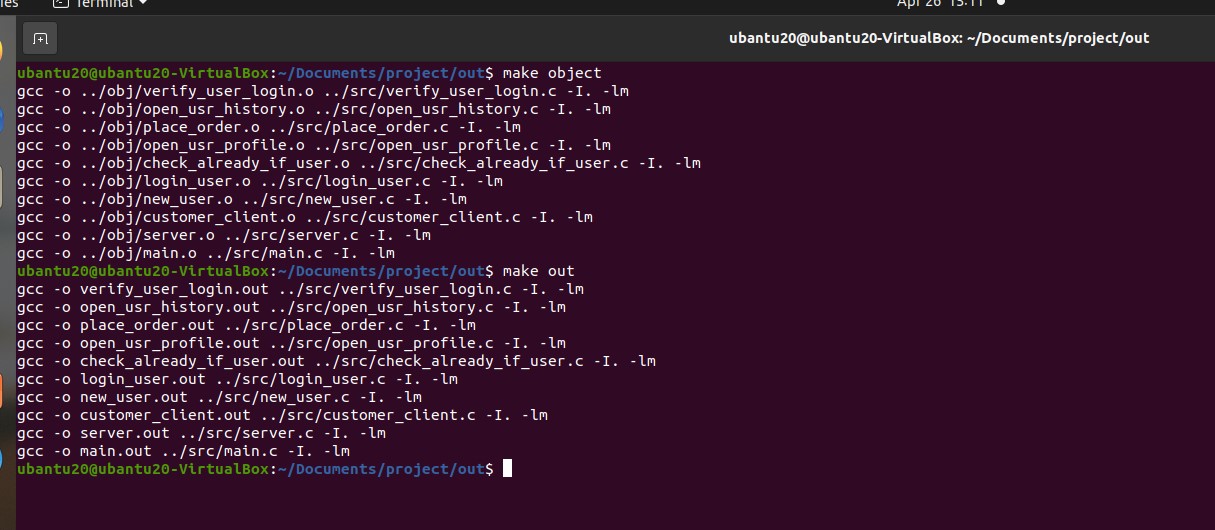 les Terminal Apr 26 13:11
ubantu20@ubantu20-VirtualBox: ~/Documents/project/out
ubantu20@ubantu20-VirtualBox:~/Documents/project/out$ make object
gcc -o ../obj/verify_user_login.o ../src/verify_user_login.c -I. -lm
gcc -o ../obj/open_usr_history.o ../src/open_usr_history.c -I. -lm
gcc -o ../obj/place_order.o ../src/place_order.c -I. -lm
gcc -o ../obj/open_usr_profile.o ../src/open_usr_profile.c -I. -lm
gcc -o ../obj/check_already_if_user.o ../src/check_already_if_user.c -I. -lm
gcc -o ../obj/login_user.o ../src/login_user.c -I. -lm
gcc -o ../obj/new_user.o ../src/new_user.c -I. -lm
gcc -o ../obj/customer_client.o ../src/customer_client.c -I. -lm
gcc -o ../obj/server.o ../src/server.c -I. -lm
gcc -o ../obj/main.o ../src/main.c -I. -lm
ubantu20@ubantu20-VirtualBox:~/Documents/project/out$ make out
gcc -o verify_user_login.out ../src/verify_user_login.c -I. -lm
gcc -o open_usr_history.out ../src/open_usr_history.c -I. -lm
gcc -o place_order.out ../src/place_order.c -I. -lm
gcc -o open_usr_profile.out ../src/open_usr_profile.c -I. -lm
gcc -o check_already_if_user.out ../src/check_already_if_user.c -I. -lm
gcc -o login_user.out ../src/login_user.c -I. -lm
gcc -o new_user.out ../src/new_user.c -I. -lm
gcc -o customer_client.out ../src/customer_client.c -I. -lm
gcc -o server.out ../src/server.c -I. -lm
gcc -o main.out ../src/main.c -I. -lm
ubantu20@ubantu20-VirtualBox:~/Documents/project/out$